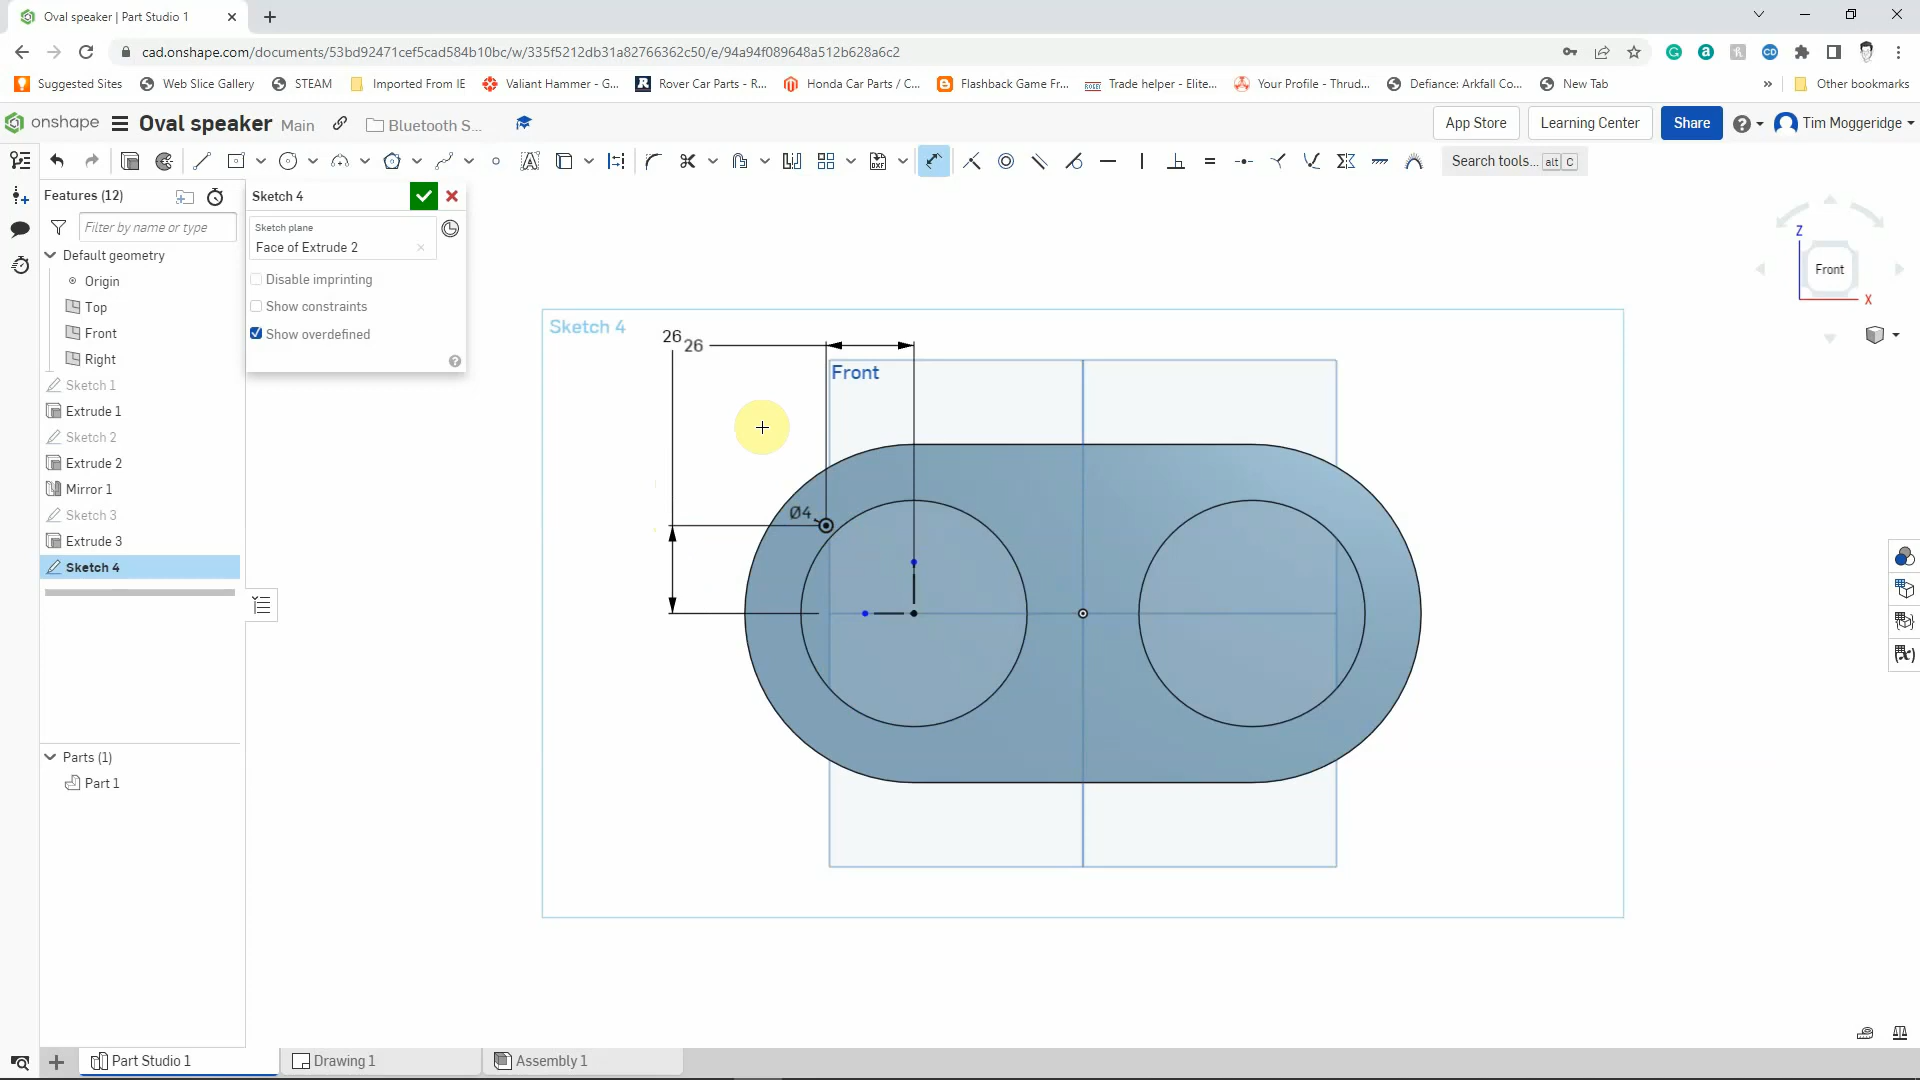 Oval speaker | Part Studio 1
cad.onshape.com/documents/53bd92471cef5cad584b10bc/w/335f5212db31a82766362c50/e/94a94f089648a512b628a6c2
Suggested Sites
Web Slice Gallery
STEAM
Imported From IE
Valiant Hammer - G...
Rover Car Parts - R...
Honda Car Parts / C...
Flashback Game Fr...
Trade helper - Elite...
Your Profile - Thrud...
Defiance: Arkfall Co...
New Tab
»
Other bookmarks
onshape
Oval speaker
Main
Bluetooth S...
App Store
Learning Center
Share
Tim Moggeridge
Search tools... alt C
Features (12)
Filter by name or type
Default geometry
Origin
Top
Front
Right
Sketch 1
Extrude 1
Sketch 2
Extrude 2
Mirror 1
Sketch 3
Extrude 3
Sketch 4
Parts (1)
Part 1
Sketch 4
Sketch plane
Face of Extrude 2
Disable imprinting
Show constraints
Show overdefined
Sketch 4
26
26
Front
Ø4
Z
Front
X
Part Studio 1
Drawing 1
Assembly 1